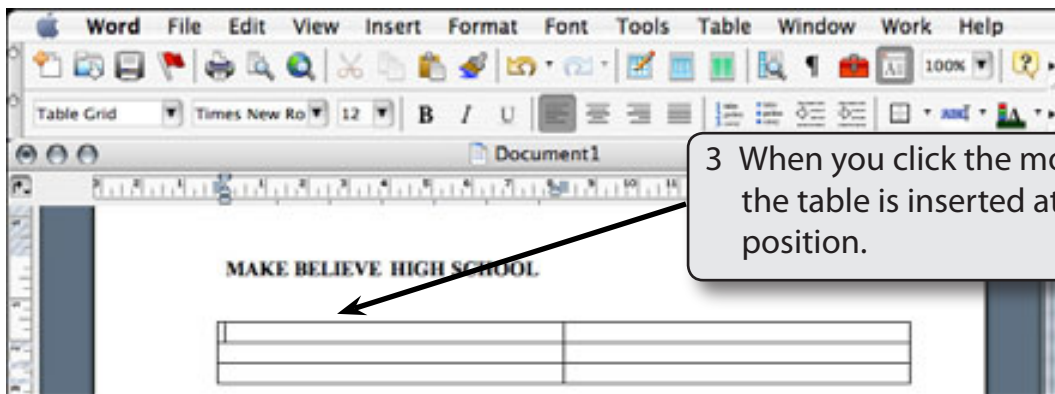 Word File Edit View Insert Format Font Tools Table Window Work Help
100%
Table Grid Times New Ro 12 B I U
Document1
3 When you click the mo
the table is inserted at
position.
MAKE BELIEVE HIGH SCHOOL